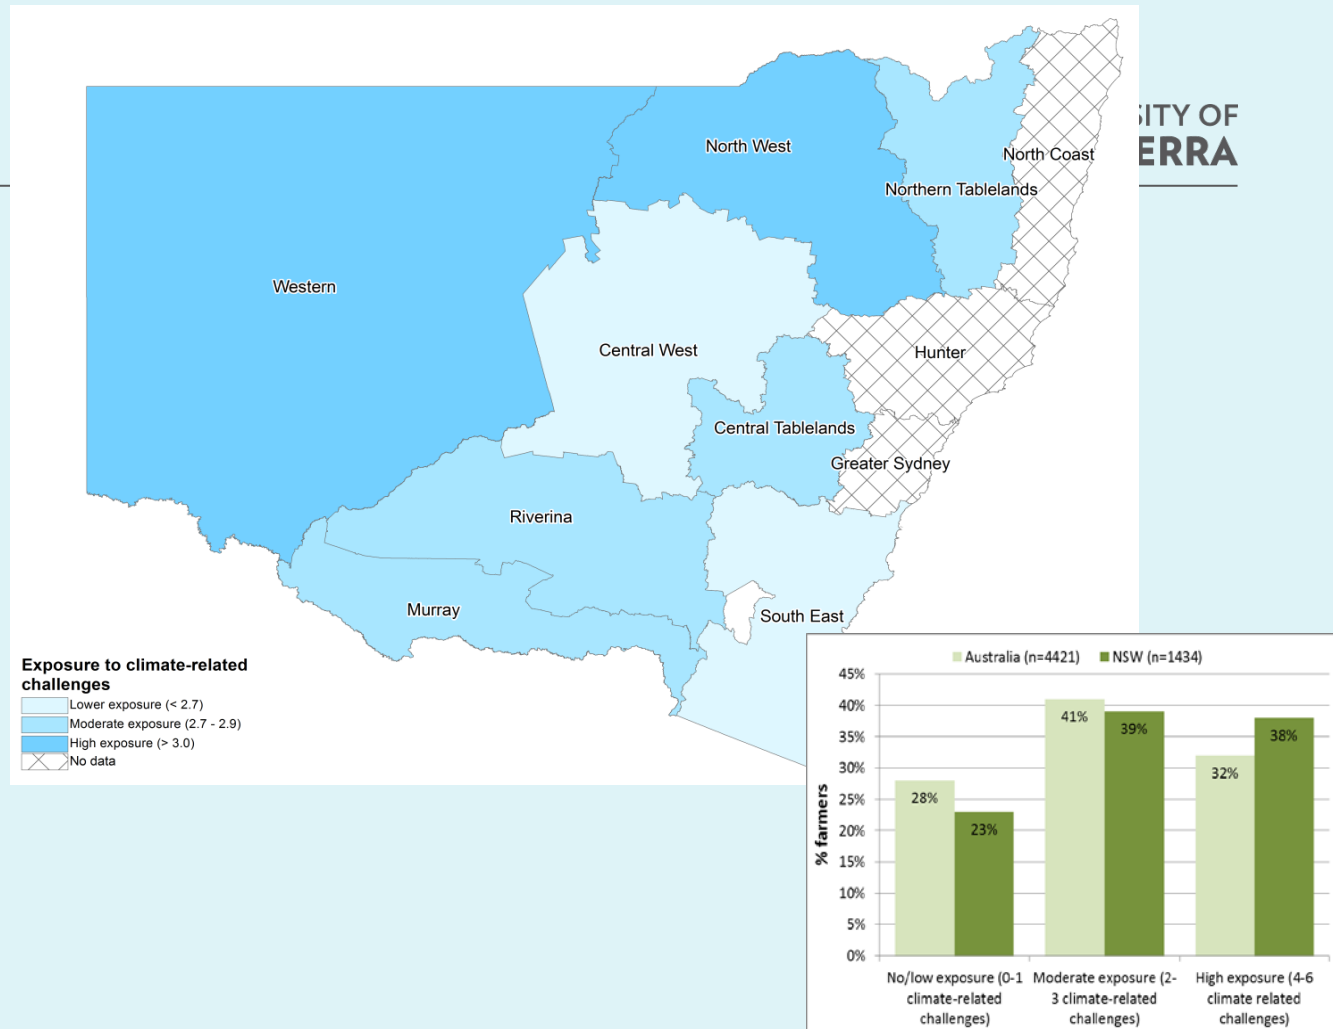 SITY OF
ERRA
North West
North Coast
Northern Tablelands
Western
Central West
Hunter
Central Tablelands
Greater Sydney
Riverina
Murray
South East
Exposure to climate-related
challenges
Lower exposure (< 2.7)
Moderate exposure (2.7 - 2.9)
High exposure (> 3.0)
No data
Australia (n=4421) NSW (n=1434)
45%
40%
35%
30%
25%
20%
15%
10%
5%
0%
% farmers
28%
23%
41%
39%
32%
38%
No/low exposure (0-1
climate-related
challenges)
Moderate exposure (2-
3 climate-related
challenges)
High exposure (4-6
climate related
challenges)